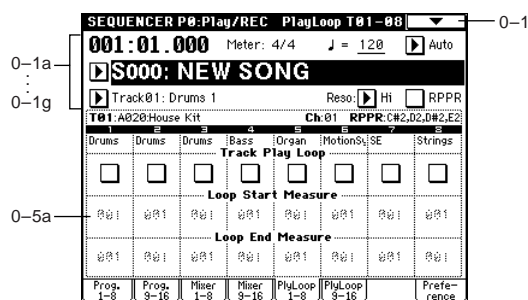 SEQUENCER P0:Play/REC PlayLoop T01-08
0–1
001:01.000 Meter: 4/4 ♩ = 120 Auto
0–1a
:
0–1g
S000: NEW SONG
Track01: Drums 1 Reso: Hi RPPR
T01:A020:House Kit Ch:01 RPPR:C#2,D2,D#2,E2
1 2 3 4 5 6 7 8
Drums Drums Drums Bass Organ MotionSy SE Strings
Track Play Loop
Loop Start Measure
0–5a
001 001 001 001 001 001 001 001
Loop End Measure
001 001 001 001 001 001 001 001
Prog. 1-8 Prog. 9-16 Mixer 1-8 Mixer 9-16 PlyLoop 1-8 PlyLoop 9-16 Prefe-rence